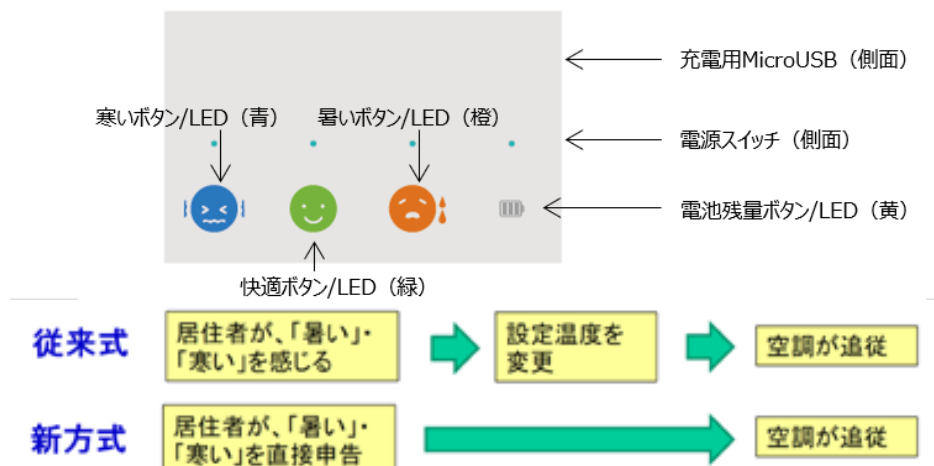 充電用MicroUSB（側面）
寒いボタン/LED（青）
暑いボタン/LED（橙）
電源スイッチ（側面）
電池残量ボタン/LED（黄）
快適ボタン/LED（緑）
従来式
居住者が、「暑い」・
「寒い」を感じる
設定温度を
変更
空調が追従
新方式
居住者が、「暑い」・
「寒い」を直接申告
空調が追従